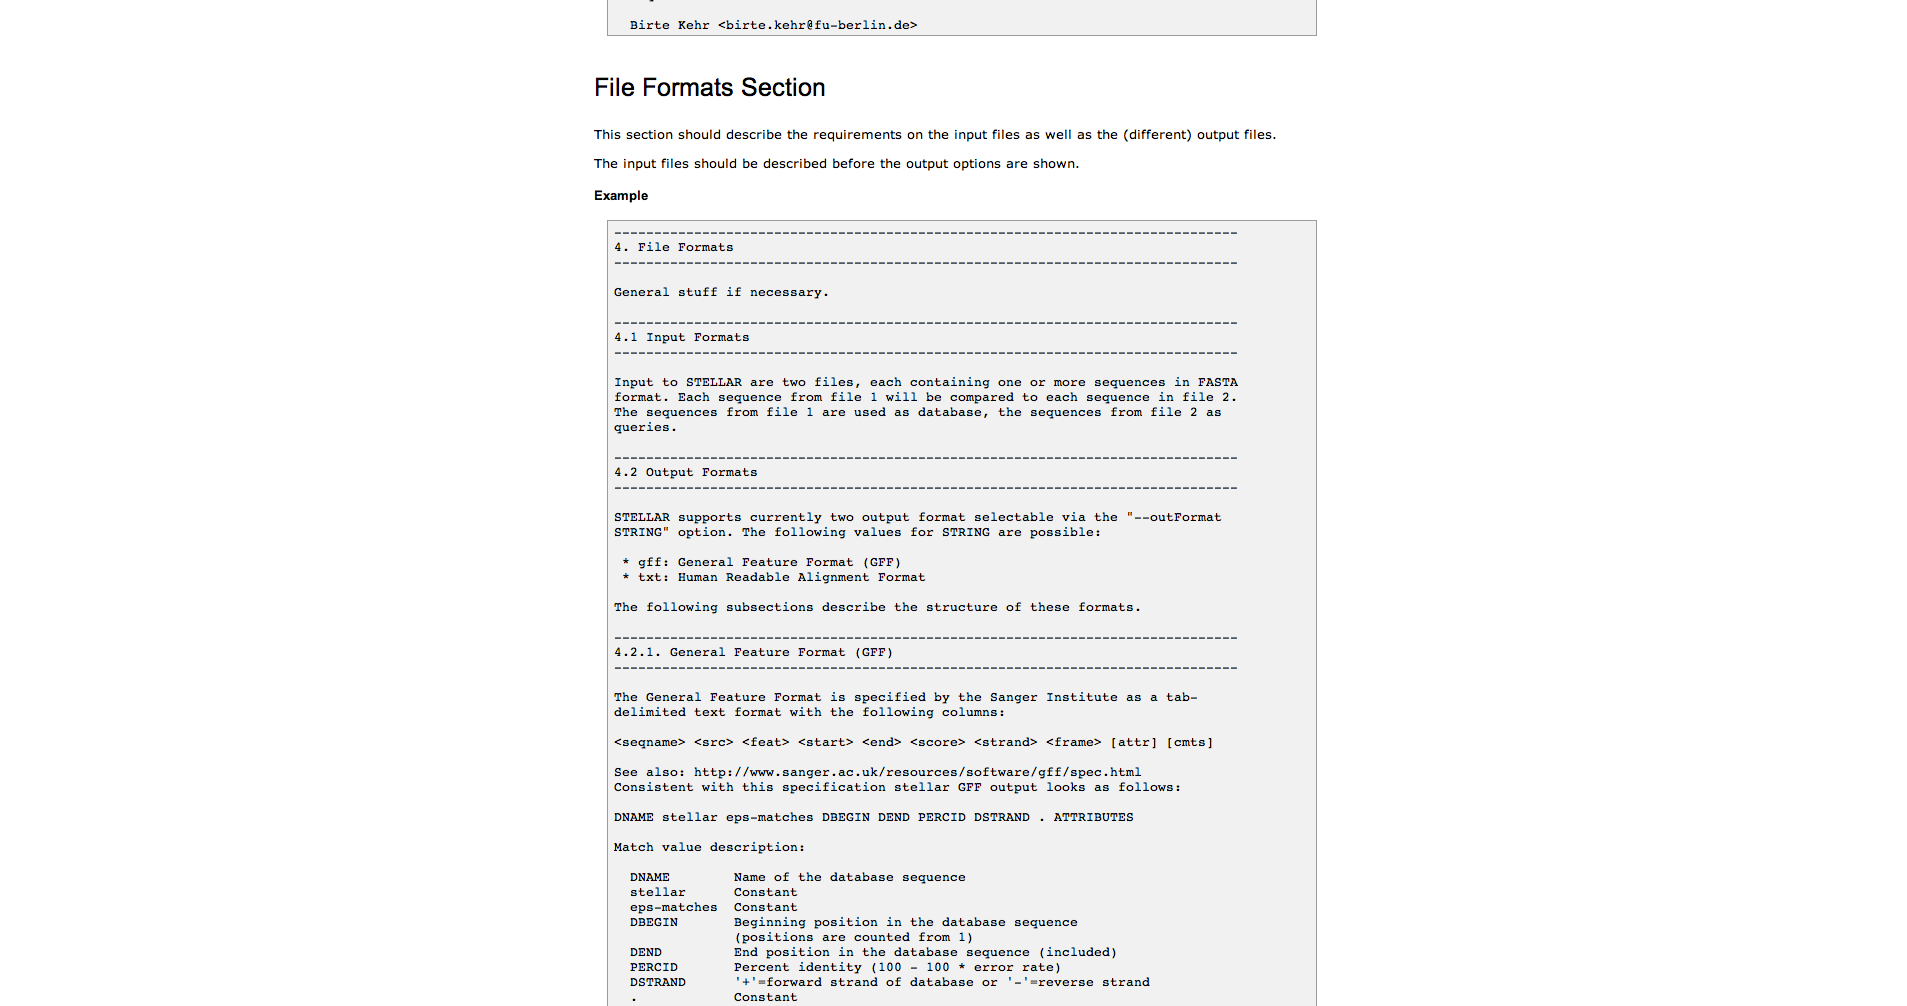 Birte Kehr <birte.kehr@fu-berlin.de>
File Formats Section
This section should describe the requirements on the input files as well as the (different) output files.
The input files should be described before the output options are shown.
Example
------------------------------------------------------------------------------
4. File Formats
------------------------------------------------------------------------------
General stuff if necessary.
------------------------------------------------------------------------------
4.1 Input Formats
------------------------------------------------------------------------------
Input to STELLAR are two files, each containing one or more sequences in FASTA
format. Each sequence from file 1 will be compared to each sequence in file 2.
The sequences from file 1 are used as database, the sequences from file 2 as
queries.
------------------------------------------------------------------------------
4.2 Output Formats
------------------------------------------------------------------------------
STELLAR supports currently two output format selectable via the "--outFormat
STRING" option. The following values for STRING are possible:
* gff: General Feature Format (GFF)
* txt: Human Readable Alignment Format
The following subsections describe the structure of these formats.
------------------------------------------------------------------------------
4.2.1. General Feature Format (GFF)
------------------------------------------------------------------------------
The General Feature Format is specified by the Sanger Institute as a tab-
delimited text format with the following columns:
<seqname> <src> <feat> <start> <end> <score> <strand> <frame> [attr] [cmts]
See also: http://www.sanger.ac.uk/resources/software/gff/spec.html
Consistent with this specification stellar GFF output looks as follows:
DNAME stellar eps-matches DBEGIN DEND PERCID DSTRAND . ATTRIBUTES
Match value description:
DNAME        Name of the database sequence
stellar      Constant
eps-matches  Constant
DBEGIN       Beginning position in the database sequence
(positions are counted from 1)
DEND         End position in the database sequence (included)
PERCID       Percent identity (100 - 100 * error rate)
DSTRAND      '+'=forward strand of database or '-'=reverse strand
.            Constant